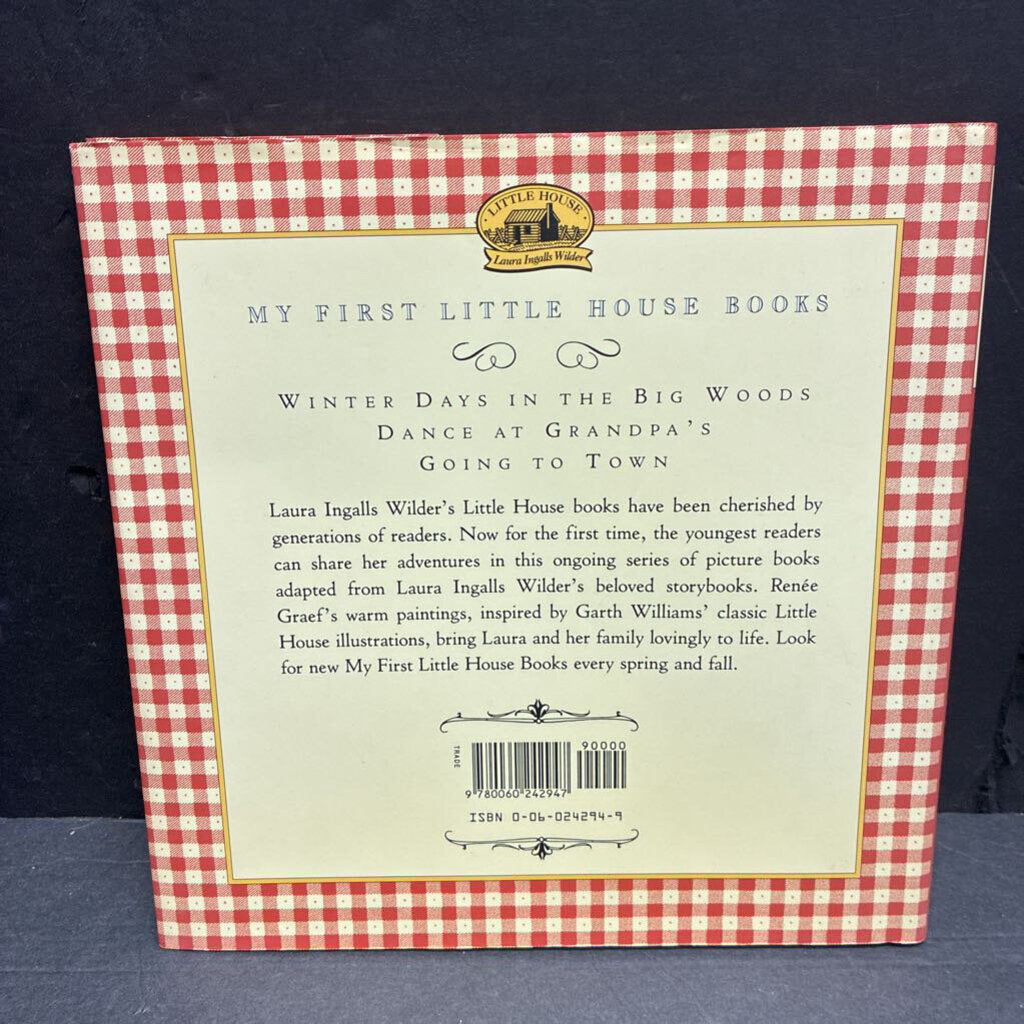 LITTLE HOUSE
Laura Ingalls Wilder
MY FIRST LITTLE HOUSE BOOKS
WINTER DAYS IN THE BIG WOODS
DANCE AT GRANDPA'S
GOING TO TOWN
Laura Ingalls Wilder's Little House books have been cherished by
generations of readers. Now for the first time, the youngest readers
can share her adventures in this ongoing series of picture books
adapted from Laura Ingalls Wilder's beloved storybooks. Renée
Graef's warm paintings, inspired by Garth Williams' classic Little
House illustrations, bring Laura and her family lovingly to life. Look
for new My First Little House Books every spring and fall.
TRADE
90000
9 780060 242947
ISBN 0-06-024294-9